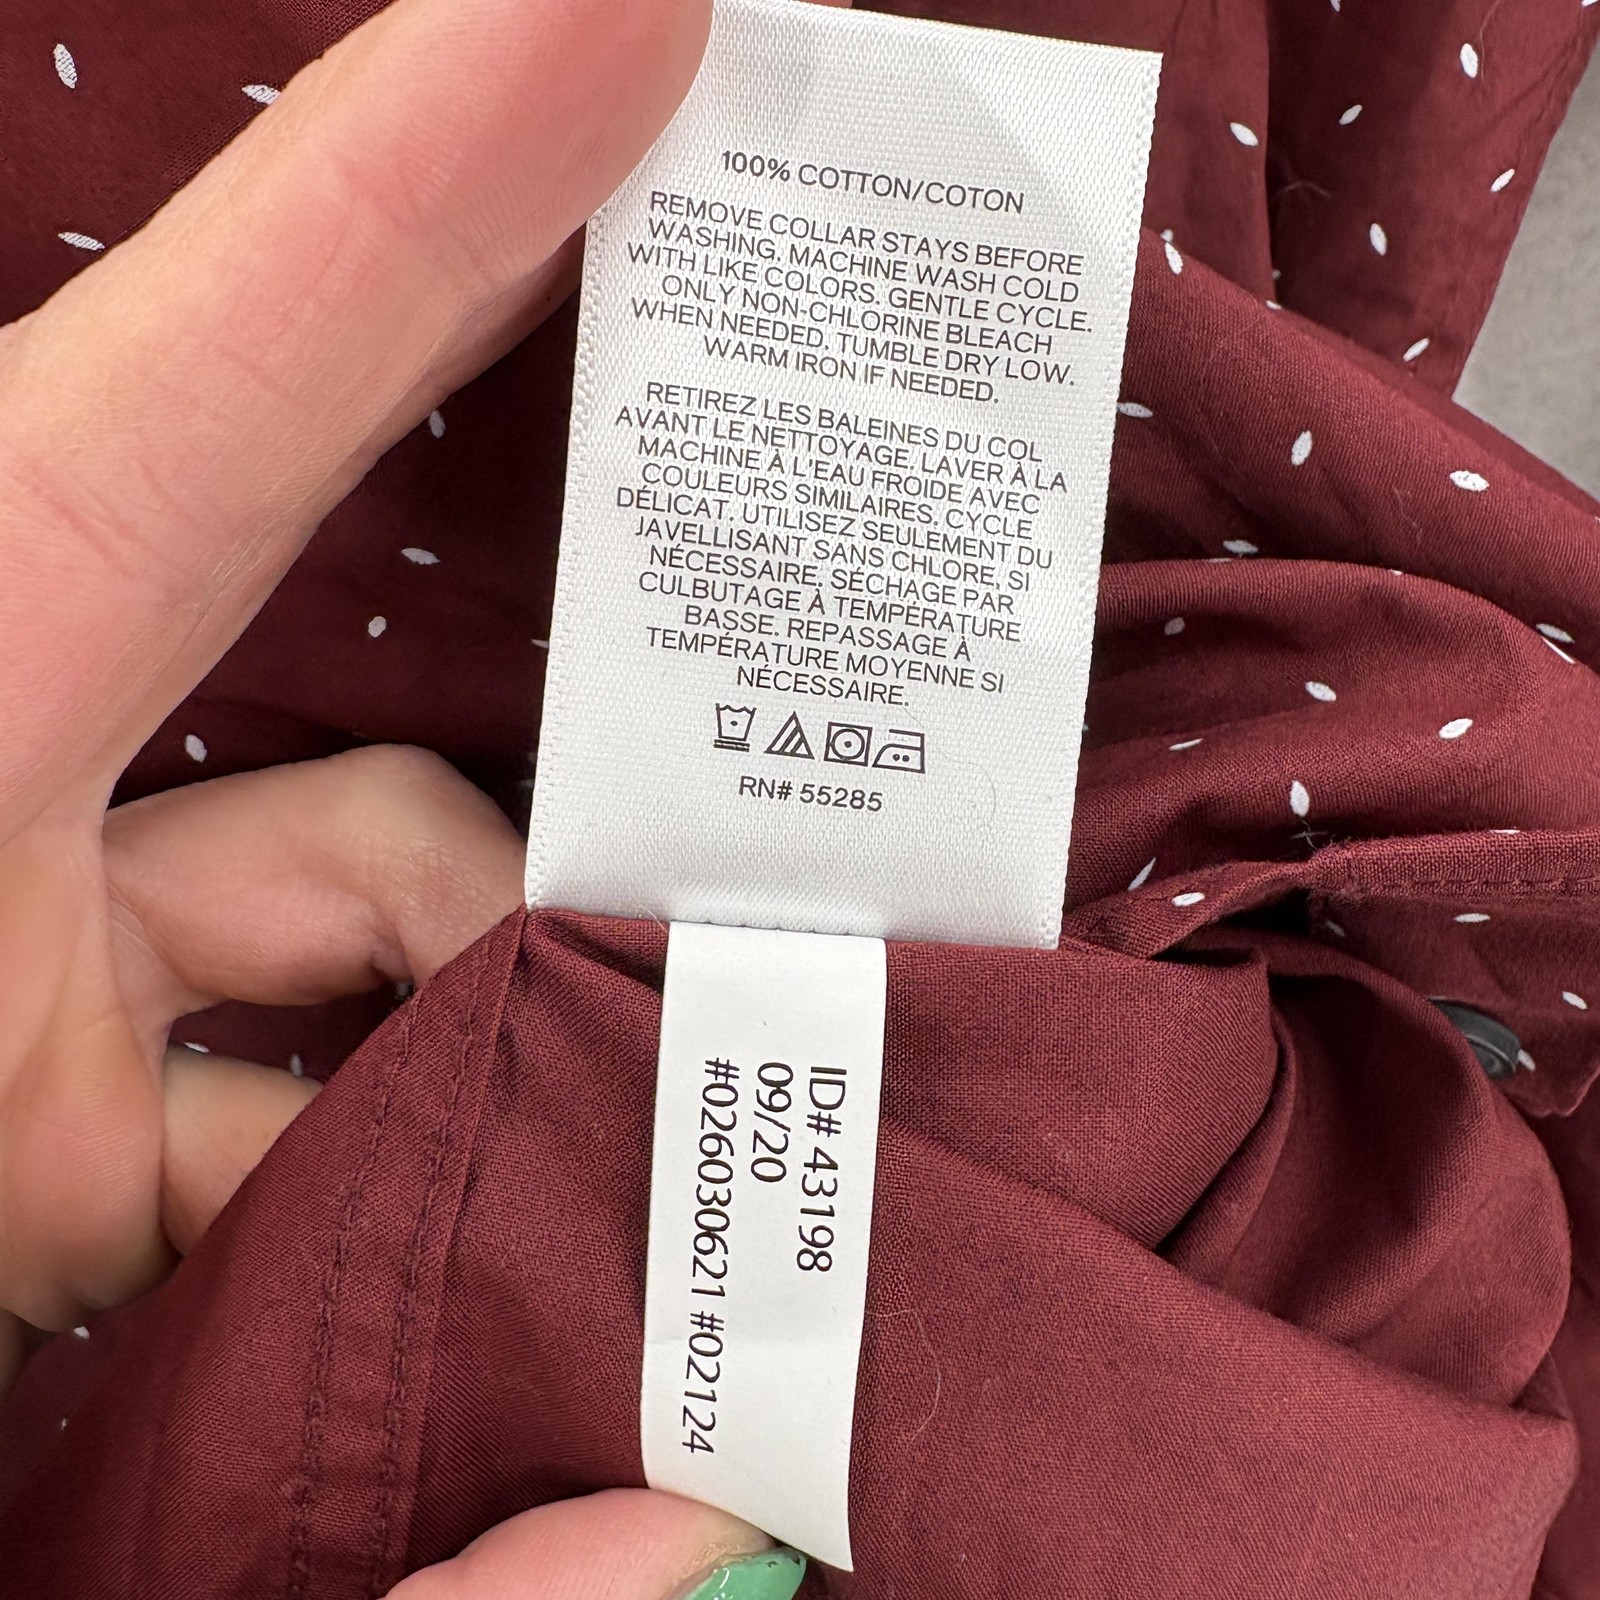 100% COTTON/COTON
REMOVE COLLAR STAYS BEFORE
WASHING. MACHINE WASH COLD
WITH LIKE COLORS. GENTLE CYCLE.
ONLY NON-CHLORINE BLEACH
WHEN NEEDED. TUMBLE DRY LOW.
WARM IRON IF NEEDED.
RETIREZ LES BALEINES DU COL
AVANT LE NETTOYAGE. LAVER À LA
MACHINE À L'EAU FROIDE AVEC
COULEURS SIMILAIRES. CYCLE
DÉLICAT. UTILISEZ SEULEMENT DU
JAVELLISANT SANS CHLORE, SI
NÉCESSAIRE. SÉCHAGE PAR
CULBUTAGE À TEMPÉRATURE
BASSE. REPASSAGE À
TEMPÉRATURE MOYENNE SI
NÉCESSAIRE.
RN# 55285
ID# 43198
09/20
#026030621 #02124